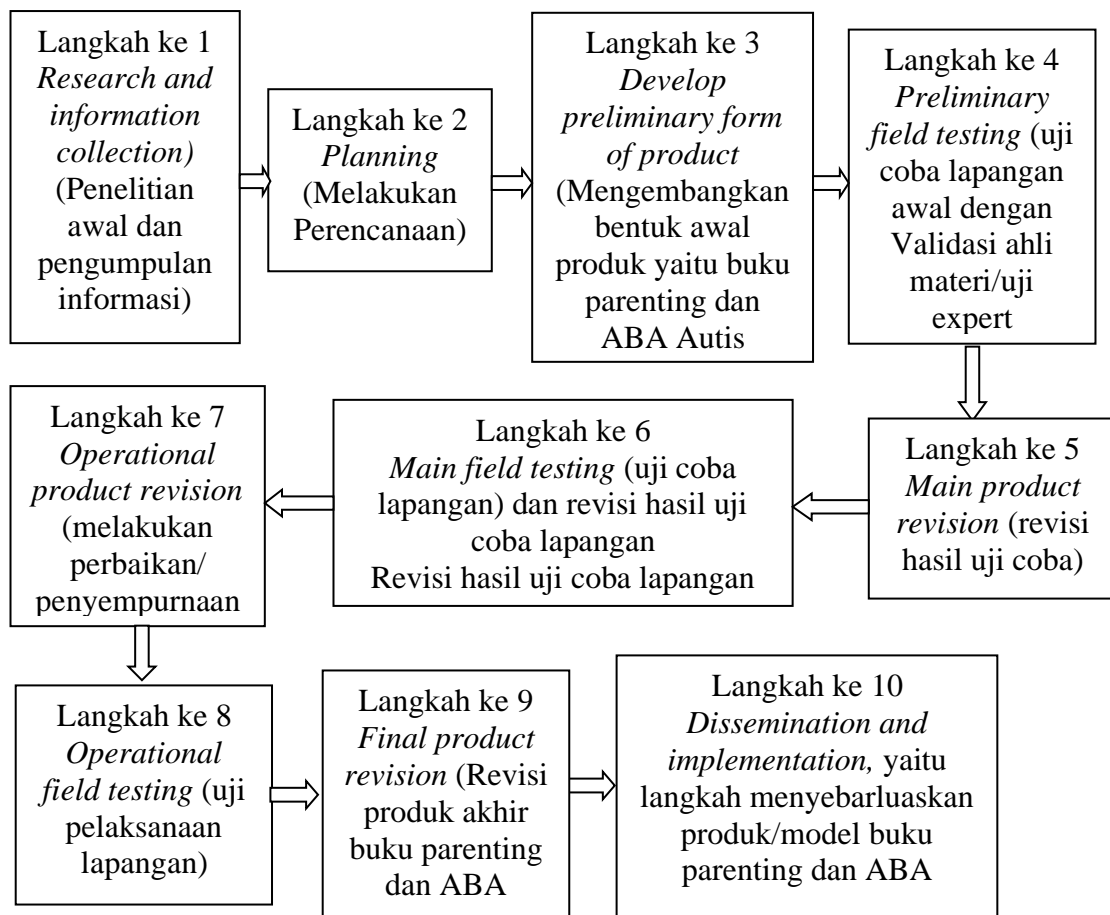 Langkah ke 1
Research and
information
collection)
(Penelitian
awal dan
pengumpulan
informasi)
Langkah ke 2
Planning
(Melakukan
Perencanaan)
Langkah ke 3
Develop
preliminary form
of product
(Mengembangkan
bentuk awal
produk yaitu buku
parenting dan
ABA Autis
Langkah ke 4
Preliminary
field testing (uji
coba lapangan
awal dengan
Validasi ahli
materi/uji
expert
Langkah ke 5
Main product
revision (revisi
hasil uji coba)
Langkah ke 6
Main field testing (uji coba
lapangan) dan revisi hasil uji
coba lapangan
Revisi hasil uji coba lapangan
Langkah ke 7
Operational
product revision
(melakukan
perbaikan/
penyempurnaan
Langkah ke 8
Operational
field testing (uji
pelaksanaan
lapangan)
Langkah ke 9
Final product
revision (Revisi
produk akhir
buku parenting
dan ABA
Langkah ke 10
Dissemination and
implementation, yaitu
langkah menyebarluaskan
produk/model buku
parenting dan ABA